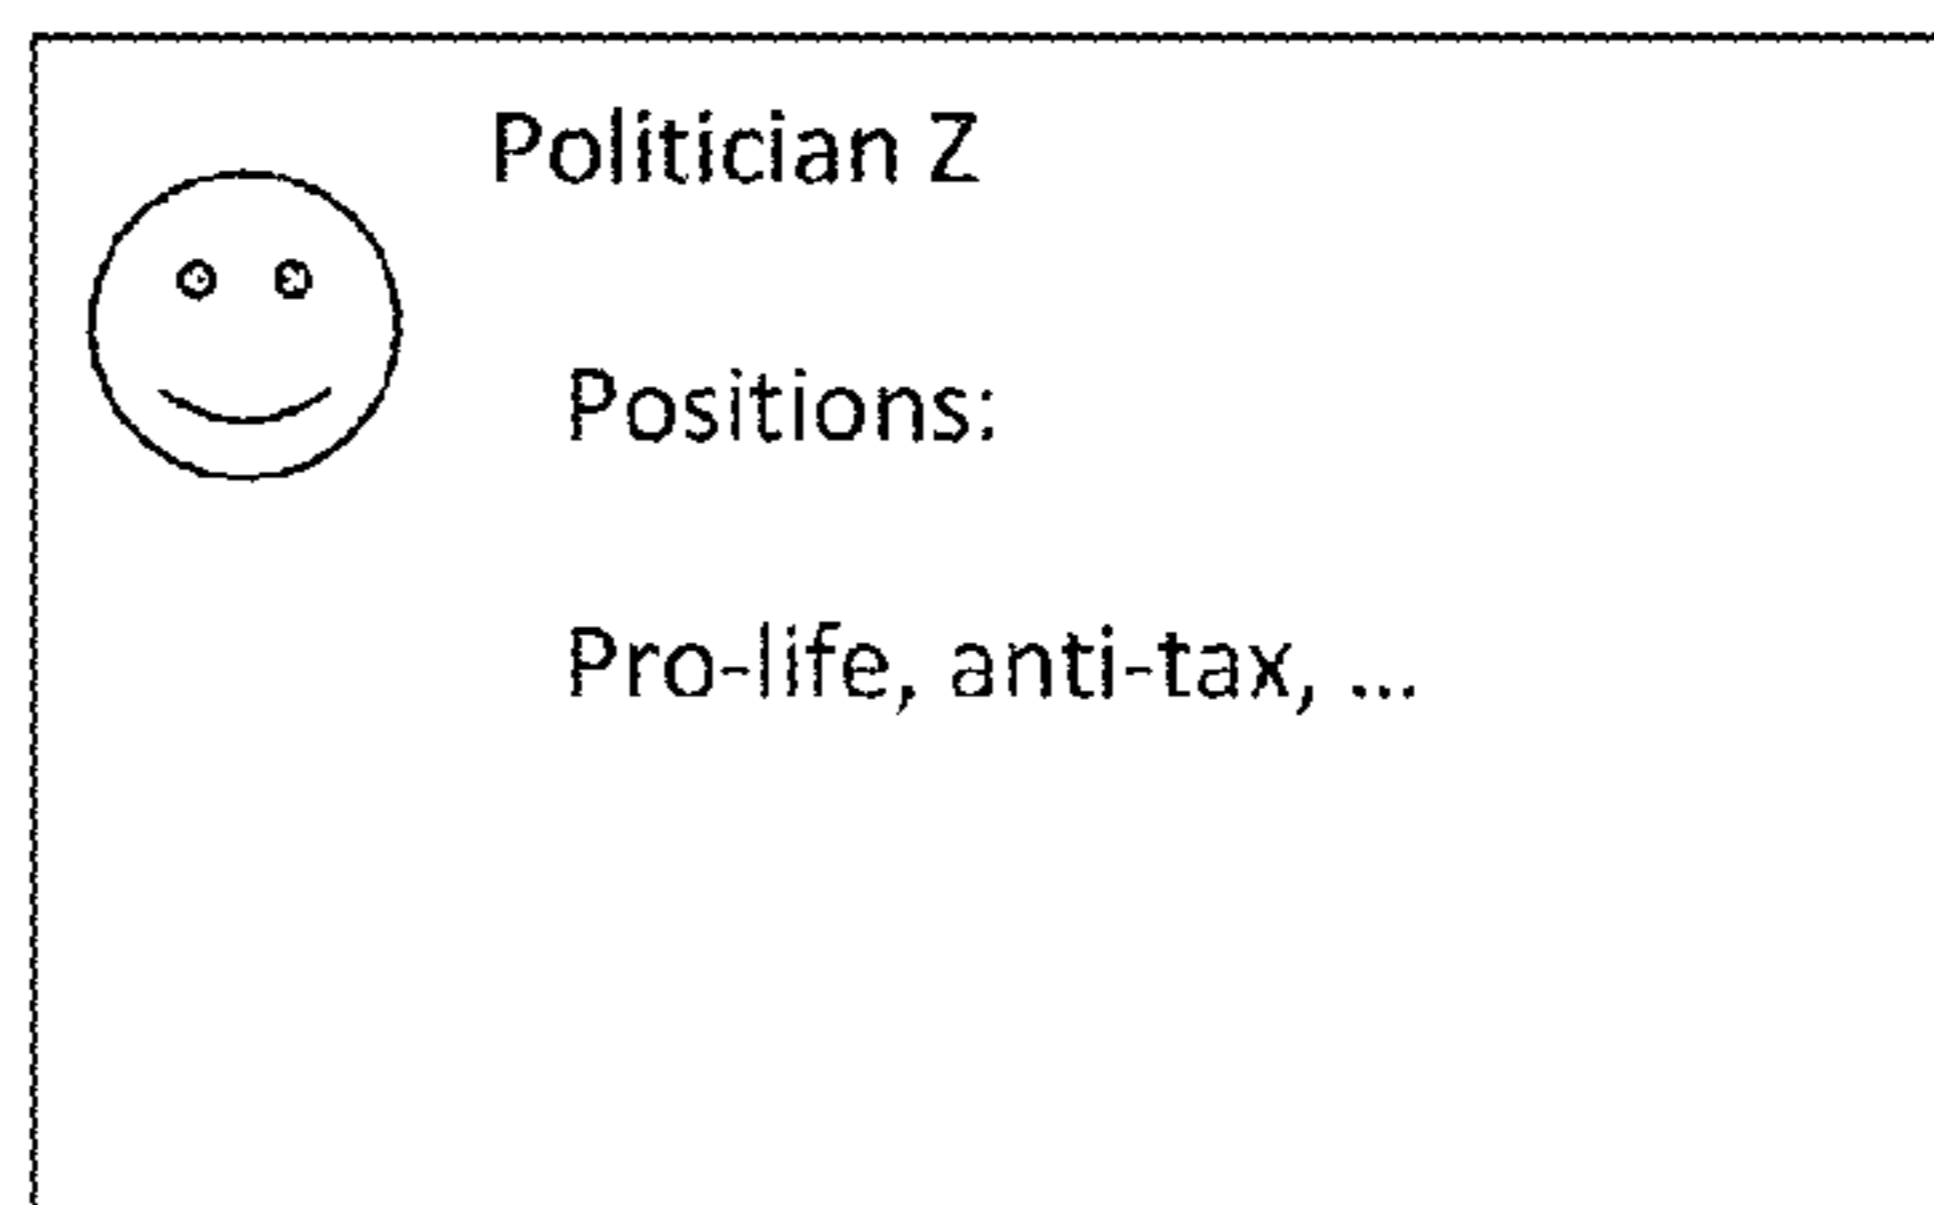 Politician Z
Positions:
Pro-life, anti-tax, ...